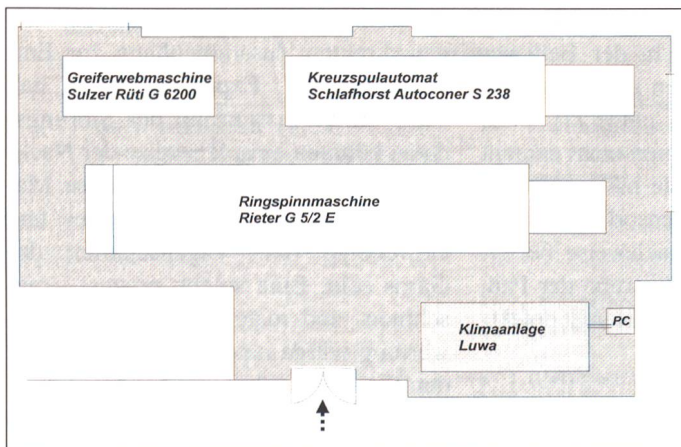 Greiferwebmaschine
Sulzer Rüti G 6200
Kreuzspulautomat
Schlafhorst Autoconer S 238
Ringspinnmaschine
Rieter G 5/2 E
Klimaanlage
Luwa
PC